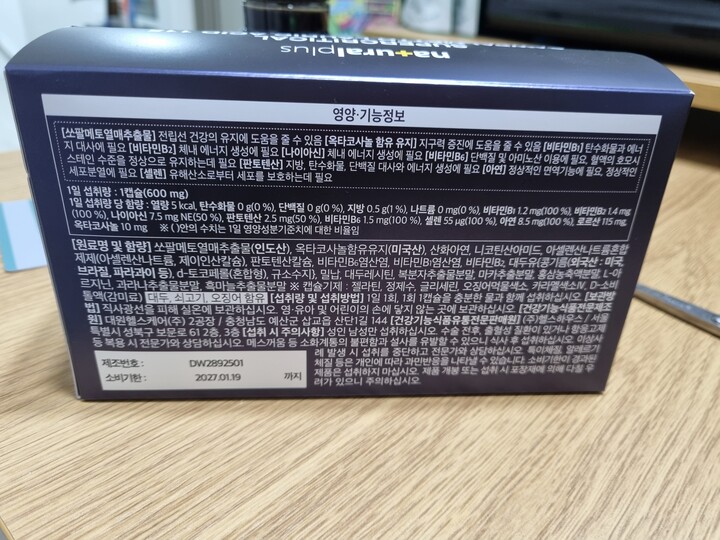 na+uralplus
영양·기능정보
[쏘팔메토열매추출물] 전립선 건강의 유지에 도움을 줄 수 있음 [옥타코사놀 함유 유지] 지구력 증진에 도움을 줄 수 있음 [비타민B₁] 탄수화물과 에너
지 대사에 필요 [비타민B₂] 체내 에너지 생성에 필요 [나이아신] 체내 에너지 생성에 필요 [비타민B₆] 단백질 및 아미노산 이용에 필요, 혈액의 호모시
스테인 수준을 정상으로 유지하는데 필요 [판토텐산] 지방, 탄수화물, 단백질 대사와 에너지 생성에 필요 [아연] 정상적인 면역기능에 필요, 정상적인
세포분열에 필요 [셀렌] 유해산소로부터 세포를 보호하는데 필요
1일 섭취량 : 1캡슐(600 mg)
1일 섭취량 당 함량 : 열량 5 kcal, 탄수화물 0 g(0 %), 단백질 0 g(0 %), 지방 0.5 g(1 %), 나트륨 0 mg(0 %), 비타민B₁ 1.2 mg(100 %), 비타민B₂ 1.4 mg
(100 %), 나이아신 7.5 mg NE(50 %), 판토텐산 2.5 mg(50 %), 비타민B₆ 1.5 mg(100 %), 셀렌 55 μg(100 %), 아연 8.5 mg(100 %), 로르산 115 mg,
옥타코사놀 10 mg ※ ( )안의 수치는 1일 영양성분기준치에 대한 비율임
[원료명 및 함량] 쏘팔메토열매추출물(인도산), 옥타코사놀함유유지(미국산), 산화아연, 니코틴산아미드, 아셀렌산나트륨혼합
제제(아셀렌산나트륨, 제이인산칼슘), 판토텐산칼슘, 비타민B₆염산염, 비타민B₁염산염, 비타민B₂, 대두유(콩기름)(외국산 : 미국,
브라질, 파라과이 등), d-토코페롤(혼합형), 규소수지), 밀납, 대두레시틴, 복분자추출물분말, 마카추출물분말, 홍삼농축액분말, L-아
르지닌, 과라나추출물분말, 흑마늘추출물분말 ※ 캡슐기제 : 젤라틴, 정제수, 글리세린, 오징어먹물색소, 카라멜색소Ⅳ, D-소비
톨액(감미료) 대두, 쇠고기, 오징어 함유 [섭취량 및 섭취방법] 1일 1회, 1회 1캡슐을 충분한 물과 함께 섭취하십시오 [보관방
법] 직사광선을 피해 실온에 보관하십시오. 영·유아 및 어린이의 손에 닿지 않는 곳에 보관하십시오 [건강기능식품전문제조
원] 대원헬스케어(주) 2공장 / 충청남도 예산군 삽교읍 산단1길 144 [건강기능식품유통전문판매원] (주)헬스하우스 / 서울
특별시 성북구 보문로 61 2층, 3층 [섭취 시 주의사항] 성인 남성만 섭취하십시오 수술 전후, 출혈성 질환이 있거나 항응고제
등 복용 시 전문가와 상담하십시오. 메스꺼움 등 소화계통의 불편함과 설사를 유발할 수 있으니 식사 후 섭취하십시오 이상사
례 발생 시 섭취를 중단하고 전문가와 상담하십시오. 특이체질, 알레르기
체질 등은 개인에 따라 과민반응을 나타낼 수 있습니다. 소비기한이 경과된
제품은 섭취하지 마십시오. 제품 개봉 또는 섭취 시 포장재에 의해 다칠 우
려가 있으니 주의하십시오.
제조번호 : DW2892501
소비기한 : 2027.01.19 까지